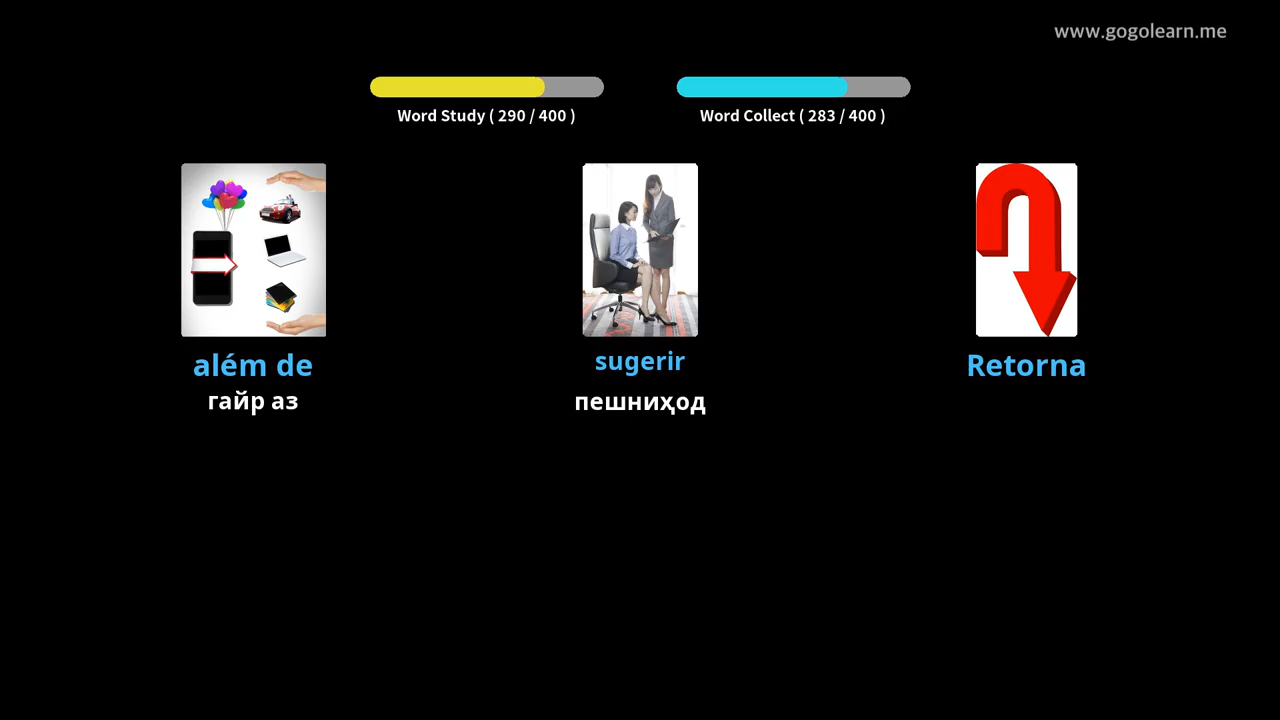 www.gogolearn.me
Word Study ( 290 / 400 )
Word Collect ( 283 / 400 )
além de
гайр аз
sugerir
пешниҳод
Retorna